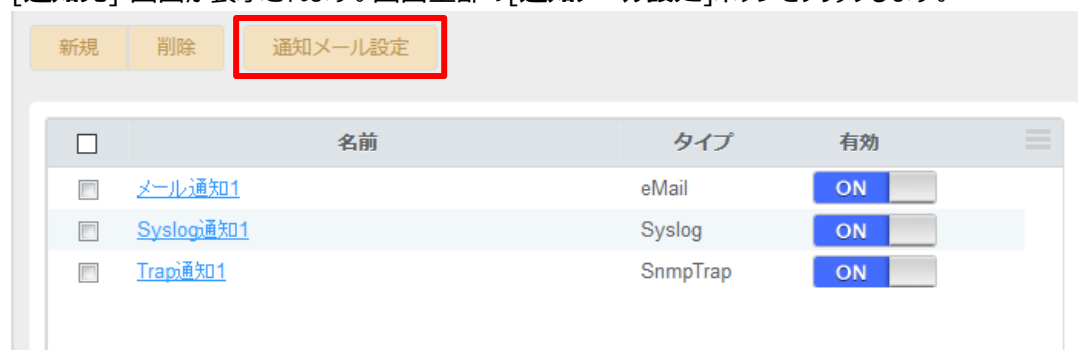 新規 削除 通知メール設定
名前 タイプ 有効
メール通知1 eMail ON
Syslog通知1 Syslog ON
Trap通知1 SnmpTrap ON